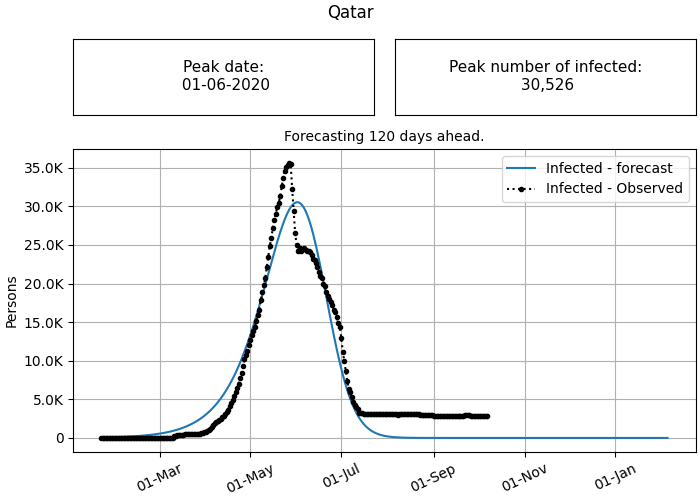 Qatar
Peak date:
01-06-2020
Peak number of infected:
30,526
Forecasting 120 days ahead.
Infected - forecast
Infected - Observed
35.0K
30.0K
25.0K
20.0K
15.0K
10.0K
5.0K
0
Persons
01-Mar
01-May
01-Jul
01-Sep
01-Nov
01-Jan